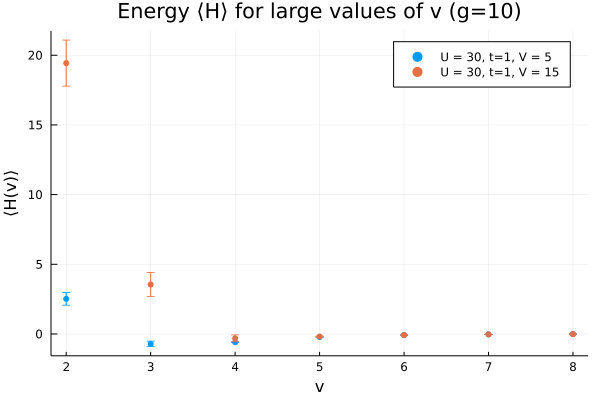 Energy ⟨H⟩ for large values of v (g=10)
U = 30, t=1, V = 5
U = 30, t=1, V = 15
⟨H(v)⟩
20
15
10
5
0
2 3 4 5 6 7 8
v